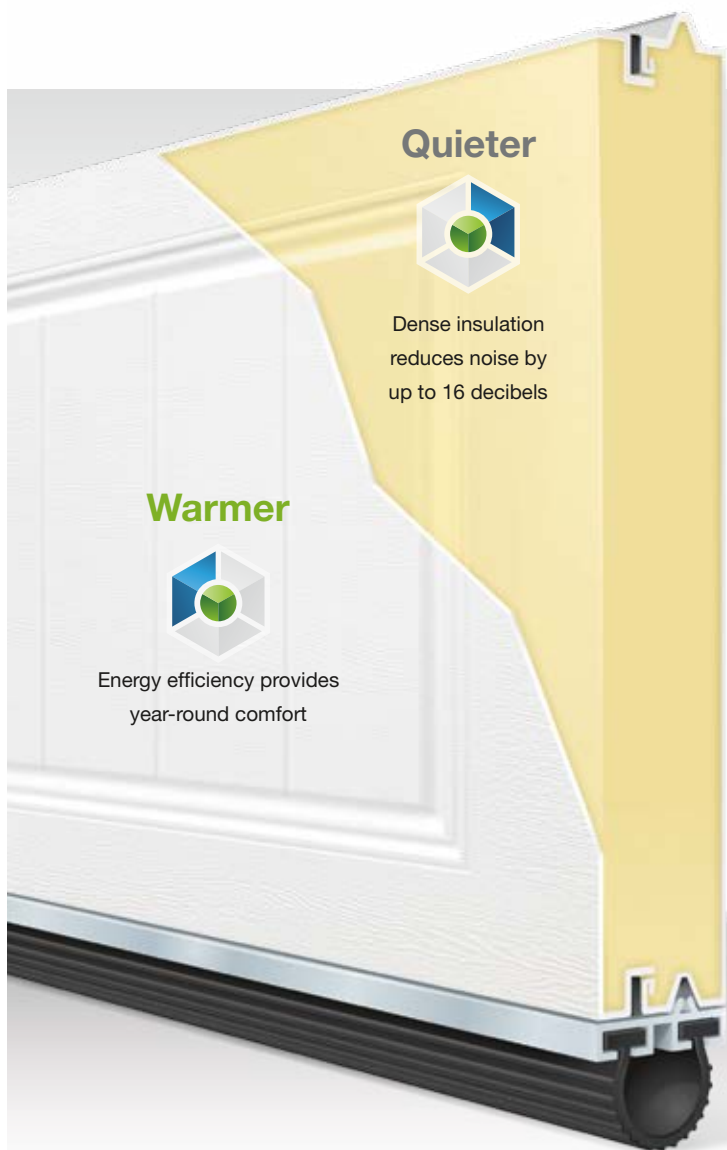 Quieter
Dense insulation
reduces noise by
up to 16 decibels
Warmer
Energy efficiency provides
year-round comfort